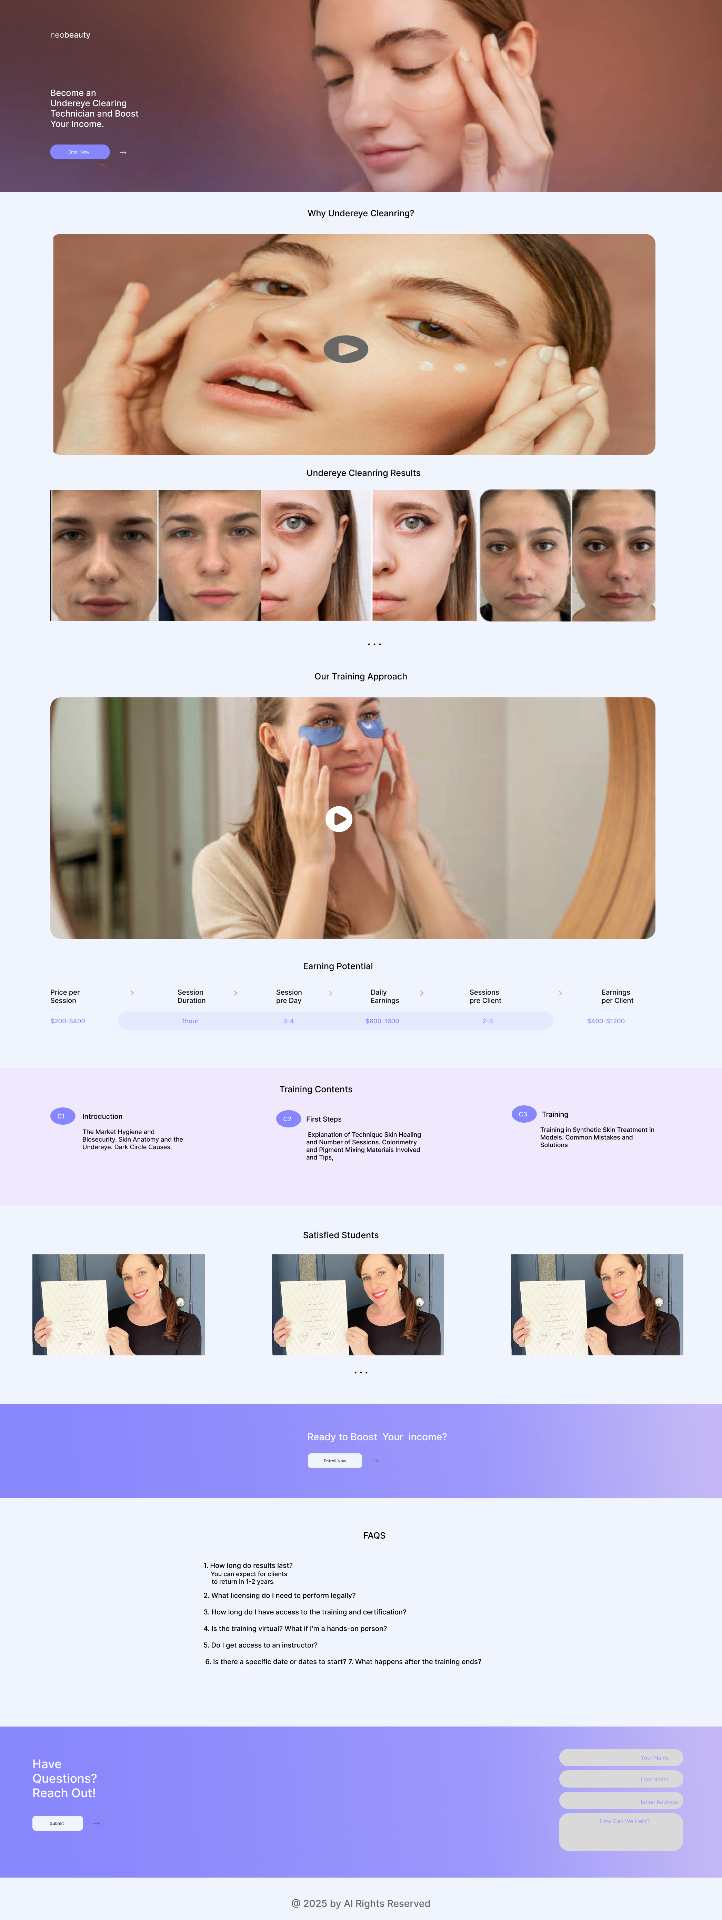 neobeauty
Become an
Undereye Clearing
Technician and Boost
Your Income.
Enroll Now
Why Undereye Cleanring?
Undereye Cleanring Results
...
Our Training Approach
Earning Potential
Price per
Session
Session
Duration
Session
pre Day
Daily
Earnings
Sessions
pre Client
Earnings
per Client
$200-$400
1hour
3-4
$600-1600
2-3
$400-$1200
Training Contents
C1
Introduction
The Market Hygiene and
Biosecurity. Skin Anatomy and the
Undereye. Dark Circle Causes.
C2
First Steps
Explanation of Technique Skin Healing
and Number of Sessions. Colorimetry
and Pigment Mixing Materials Involved
and Tips,
C3
Training
Training in Synthetic Skin Treatment in
Models. Common Mistakes and
Solutions
Satisfied Students
...
Ready to Boost Your income?
Enroll Now
FAQS
1. How long do results last?
You can expect for clients
to return in 1-2 years.
2. What licensing do I need to perform legally?
3. How long do I have access to the training and certification?
4. Is the training virtual? What if I'm a hands-on person?
5. Do I get access to an instructor?
6. Is there a specific date or dates to start? 7. What happens after the training ends?
Have
Questions?
Reach Out!
Submit
Your Name
Last Name
Email Address
How Can We Help?
@ 2025 by Al Rights Reserved